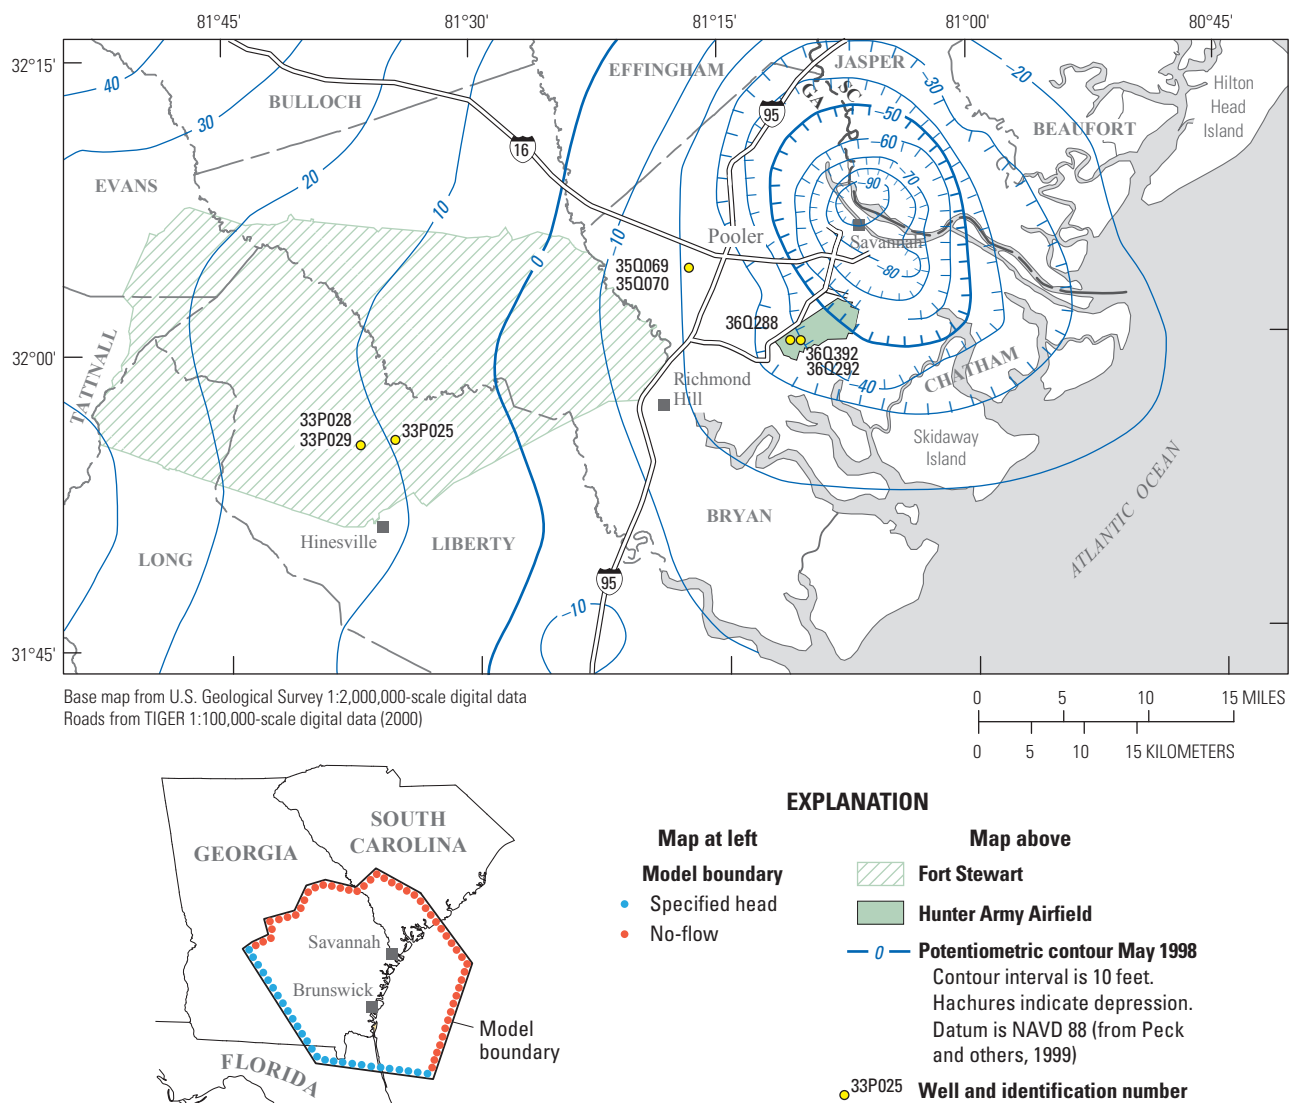 81°45'
81°30'
81°15'
81°00'
80°45'
32°15'
32°00'
31°45'
40
30
20
10
0
–10
–10
–20
–30
–40
–50
–60
–70
–80
–90
BULLOCH
EVANS
EFFINGHAM
JASPER
SC
GA
BEAUFORT
Hilton
Head
Island
16
95
Pooler
Savannah
35Q069
35Q070
36Q288
36Q392
36Q292
CHATHAM
TATTNALL
Richmond
Hill
33P028
33P029
33P025
Skidaway
Island
Hinesville
LONG
LIBERTY
BRYAN
95
ATLANTIC OCEAN
Base map from U.S. Geological Survey 1:2,000,000-scale digital data
Roads from TIGER 1:100,000-scale digital data (2000)
0 5 10 15 MILES
0 5 10 15 KILOMETERS
GEORGIA
SOUTH
CAROLINA
Savannah
Brunswick
FLORIDA
Model
boundary
EXPLANATION
Map at left
Model boundary
Specified head
No-flow
Map above
Fort Stewart
Hunter Army Airfield
0 Potentiometric contour May 1998
Contour interval is 10 feet.
Hachures indicate depression.
Datum is NAVD 88 (from Peck
and others, 1999)
33P025 Well and identification number